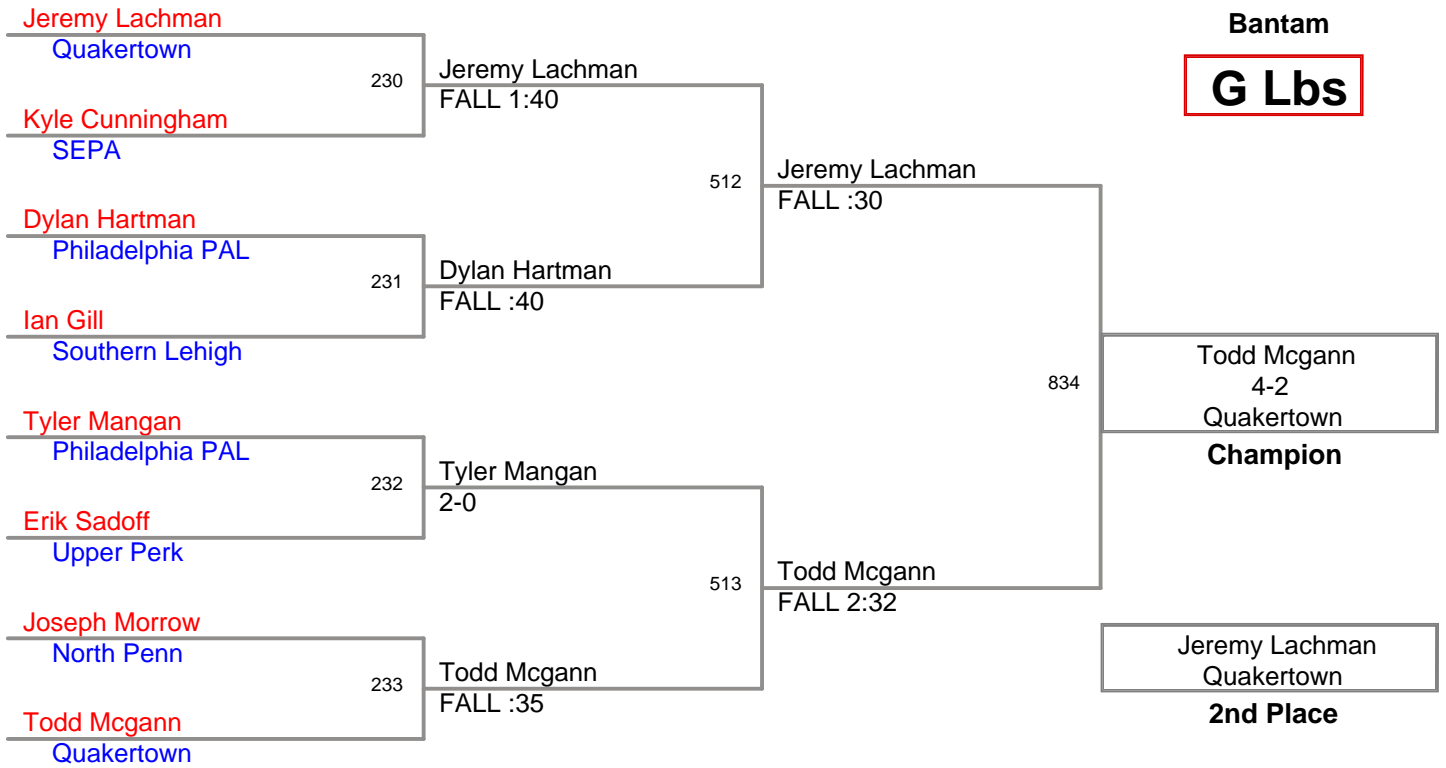 Jeremy Lachman
Quakertown
230
Kyle Cunningham
SEPA
Jeremy Lachman
FALL 1:40
Dylan Hartman
Philadelphia PAL
231
Ian Gill
Southern Lehigh
Dylan Hartman
FALL :40
512
Jeremy Lachman
FALL :30
Tyler Mangan
Philadelphia PAL
232
Erik Sadoff
Upper Perk
Tyler Mangan
2-0
Joseph Morrow
North Penn
233
Todd Mcgann
Quakertown
Todd Mcgann
FALL :35
513
Todd Mcgann
FALL 2:32
834
Bantam
G Lbs
Todd Mcgann
4-2
Quakertown
Champion
Jeremy Lachman
Quakertown
2nd Place